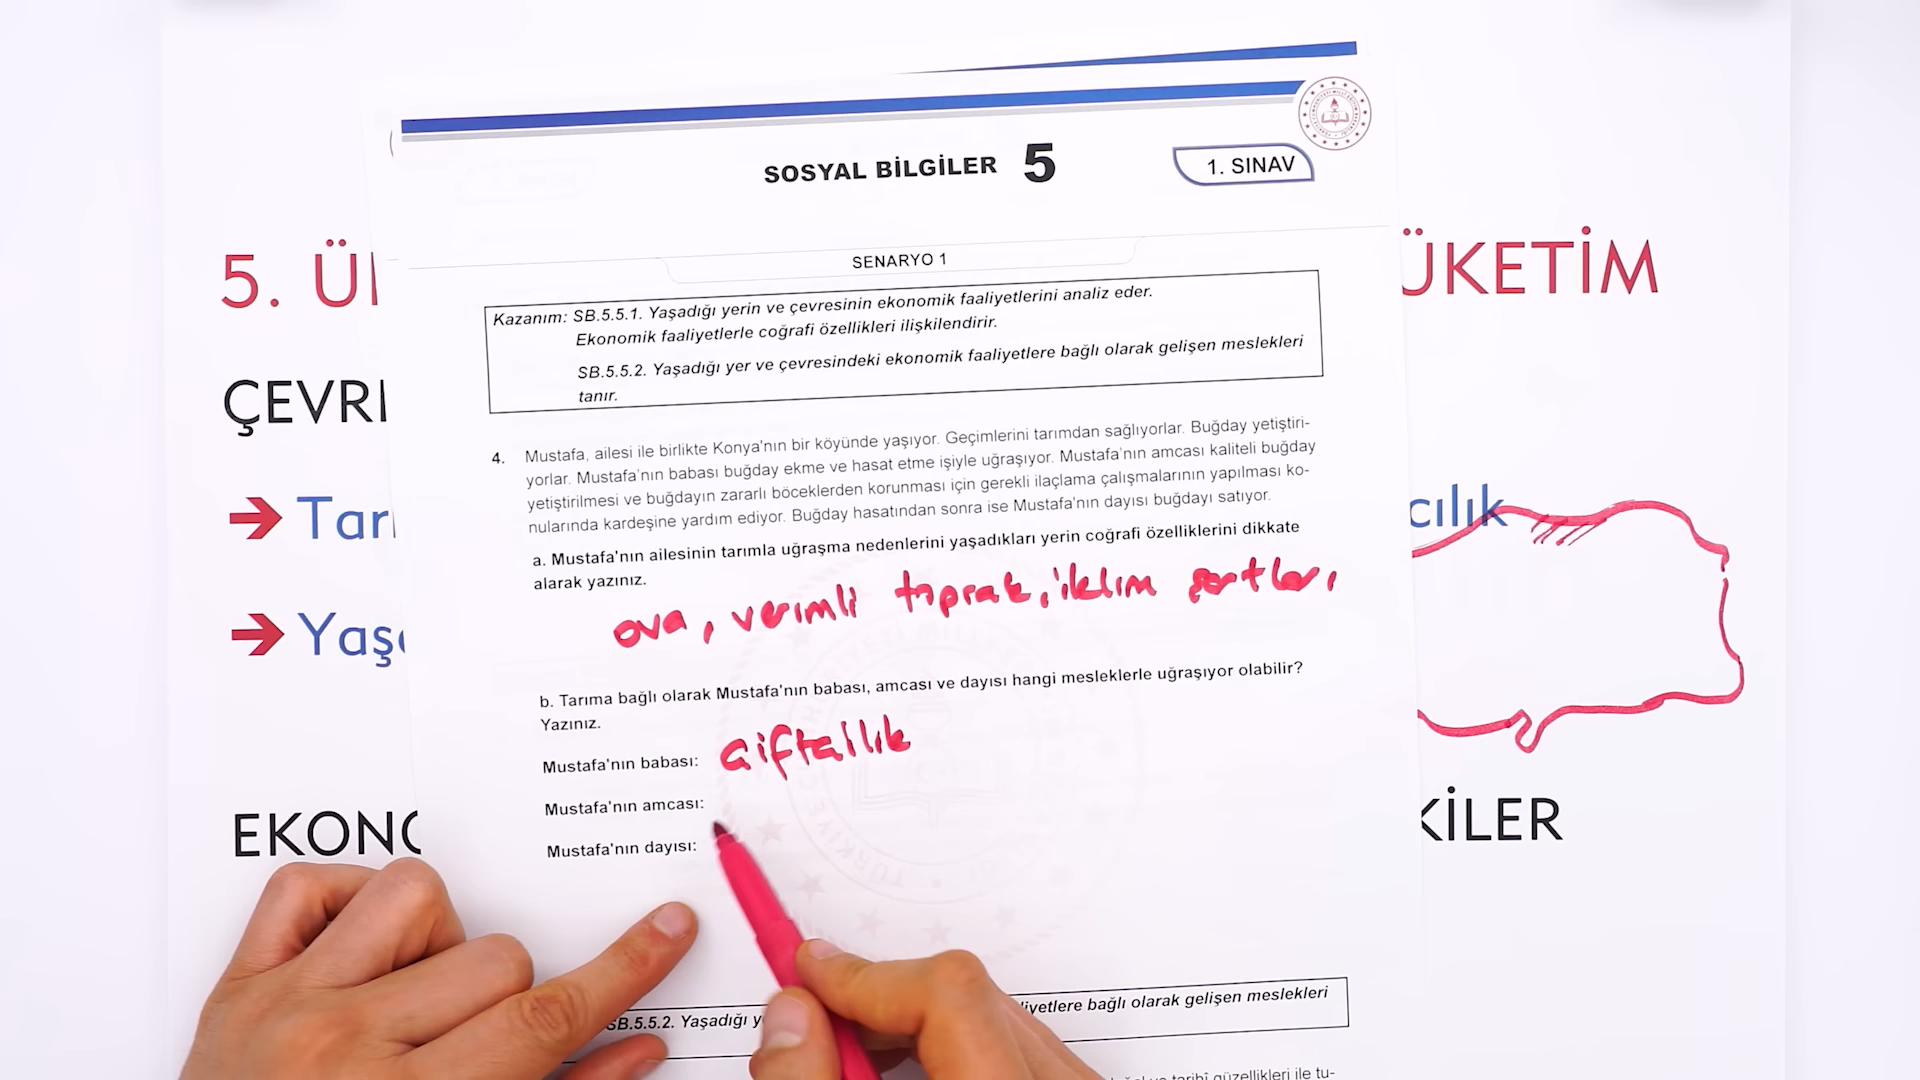 SOSYAL BİLGİLER 5
1. SINAV
SENARYO 1
5. Ü
ÜKETİM
Kazanım: SB.5.5.1. Yaşadığı yerin ve çevresinin ekonomik faaliyetlerini analiz eder.
Ekonomik faaliyetlerle coğrafi özellikleri ilişkilendirir.
SB.5.5.2. Yaşadığı yer ve çevresindeki ekonomik faaliyetlere bağlı olarak gelişen meslekleri
tanır.
ÇEVR
4. Mustafa, ailesi ile birlikte Konya'nın bir köyünde yaşıyor. Geçimlerini tarımdan sağlıyorlar. Buğday yetiştiri-
yorlar. Mustafa'nın babası buğday ekme ve hasat etme işiyle uğraşıyor. Mustafa'nın amcası kaliteli buğday
yetiştirilmesi ve buğdayın zararlı böceklerden korunması için gerekli ilaçlama çalışmalarının yapılması ko-
nularında kardeşine yardım ediyor. Buğday hasatından sonra ise Mustafa'nın dayısı buğdayı satıyor.
→ Tar
cılık
a. Mustafa'nın ailesinin tarımla uğraşma nedenlerini yaşadıkları yerin coğrafi özelliklerini dikkate
alarak yazınız.
ova, verimli toprak, iklim şartları
→ Yaş
b. Tarıma bağlı olarak Mustafa'nın babası, amcası ve dayısı hangi mesleklerle uğraşıyor olabilir?
Yazınız.
Mustafa'nın babası: çiftçilik
Mustafa'nın amcası:
Mustafa'nın dayısı:
EKONO
KİLER
SB.5.5.2. Yaşadığı y
iyetlere bağlı olarak gelişen meslekleri
ve tarihî güzellikleri ile tu-